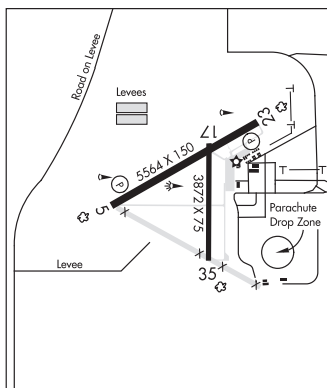 Road on Levee
Levees
23
17
P
5564 X 150
3872 X 75
P
5
Parachute
Drop Zone
Levee
35